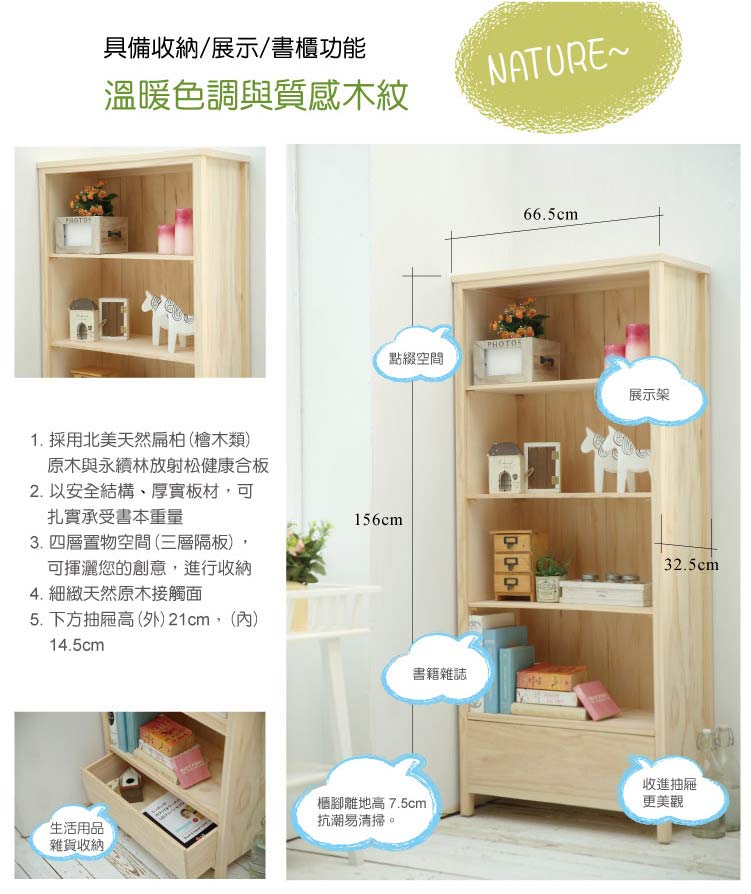 具備收納/展示/書櫃功能
溫暖色調與質感木紋
NATURE~
PHOTOS
1. 採用北美天然扁柏(檜木類)
原木與永續林放射松健康合板
2. 以安全結構、厚實板材，可
扎實承受書本重量
3. 四層置物空間(三層隔板)，
可揮灑您的創意，進行收納
4. 細緻天然原木接觸面
5. 下方抽屜高(外)21cm，(內)
14.5cm
生活用品
雜貨收納
66.5cm
PHOTOS
點綴空間
展示架
156cm
32.5cm
書籍雜誌
櫃腳離地高 7.5cm
抗潮易清掃。
收進抽屜
更美觀